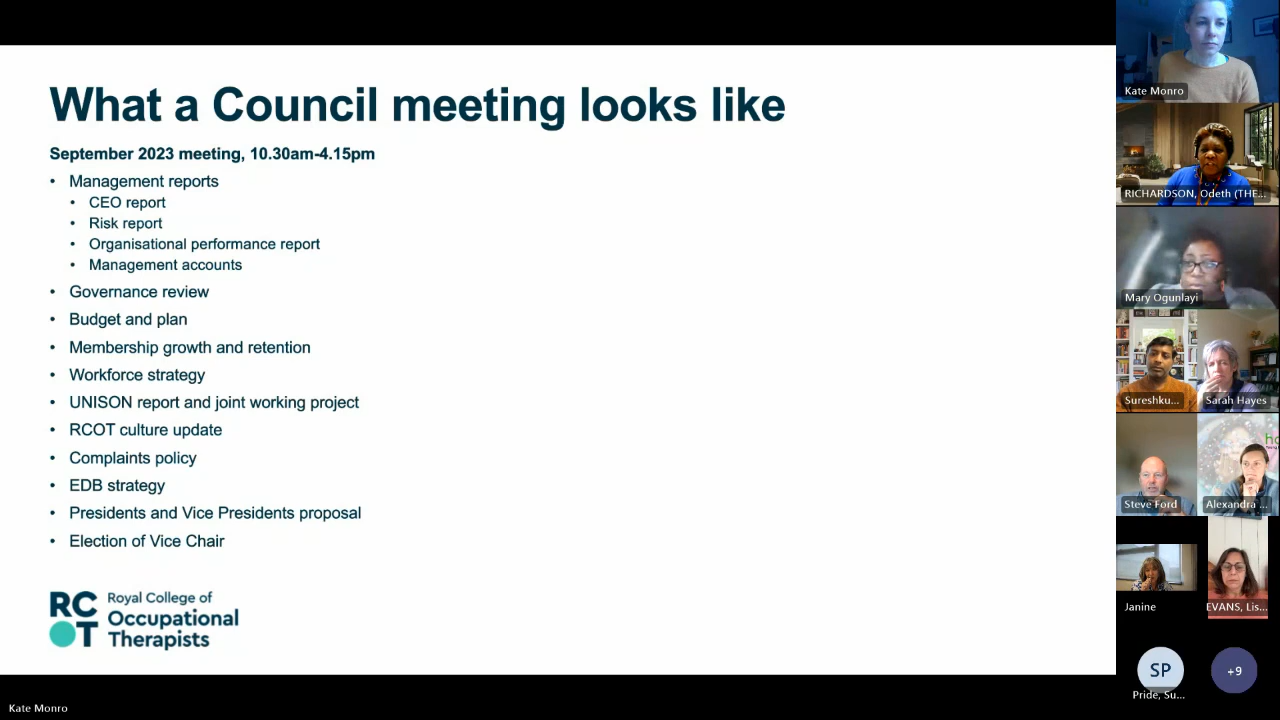 What a Council meeting looks like
September 2023 meeting, 10.30am-4.15pm
• Management reports
• CEO report
• Risk report
• Organisational performance report
• Management accounts
• Governance review
• Budget and plan
• Membership growth and retention
• Workforce strategy
• UNISON report and joint working project
• RCOT culture update
• Complaints policy
• EDB strategy
• Presidents and Vice Presidents proposal
• Election of Vice Chair
RC
OT
Royal College of
Occupational
Therapists
Kate Monro
Kate Monro
RICHARDSON, Odeth (THE...
Mary Ogunlayi
Sureshku...
Sarah Hayes
Steve Ford
Alexandra ...
Janine
EVANS, Lis...
SP
Pride, Su...
+9